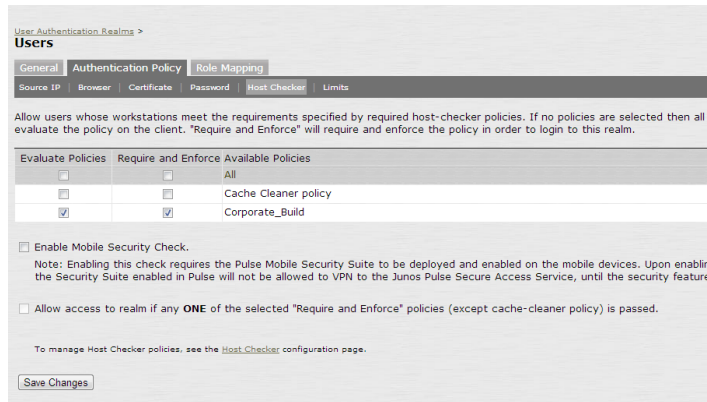 User Authentication Realms >
Users
General Authentication Policy Role Mapping
Source IP | Browser | Certificate | Password | Host Checker | Limits
Allow users whose workstations meet the requirements specified by required host-checker policies. If no policies are selected then all
evaluate the policy on the client. "Require and Enforce" will require and enforce the policy in order to login to this realm.
Evaluate Policies Require and Enforce Available Policies
All
Cache Cleaner policy
Corporate_Build
Enable Mobile Security Check.
Note: Enabling this check requires the Pulse Mobile Security Suite to be deployed and enabled on the mobile devices. Upon enablin
the Security Suite enabled in Pulse will not be allowed to VPN to the Junos Pulse Secure Access Service, until the security feature
Allow access to realm if any ONE of the selected "Require and Enforce" policies (except cache-cleaner policy) is passed.
To manage Host Checker policies, see the Host Checker configuration page.
Save Changes